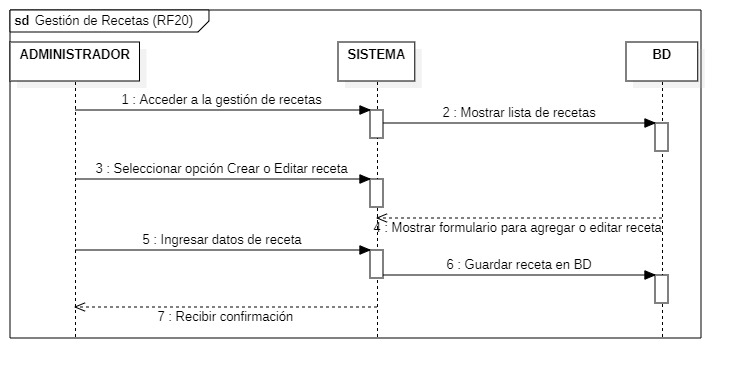 sd Gestión de Recetas (RF20)
ADMINISTRADOR
SISTEMA
BD
1 : Acceder a la gestión de recetas
2 : Mostrar lista de recetas
3 : Seleccionar opción Crear o Editar receta
4 : Mostrar formulario para agregar o editar receta
5 : Ingresar datos de receta
6 : Guardar receta en BD
7 : Recibir confirmación